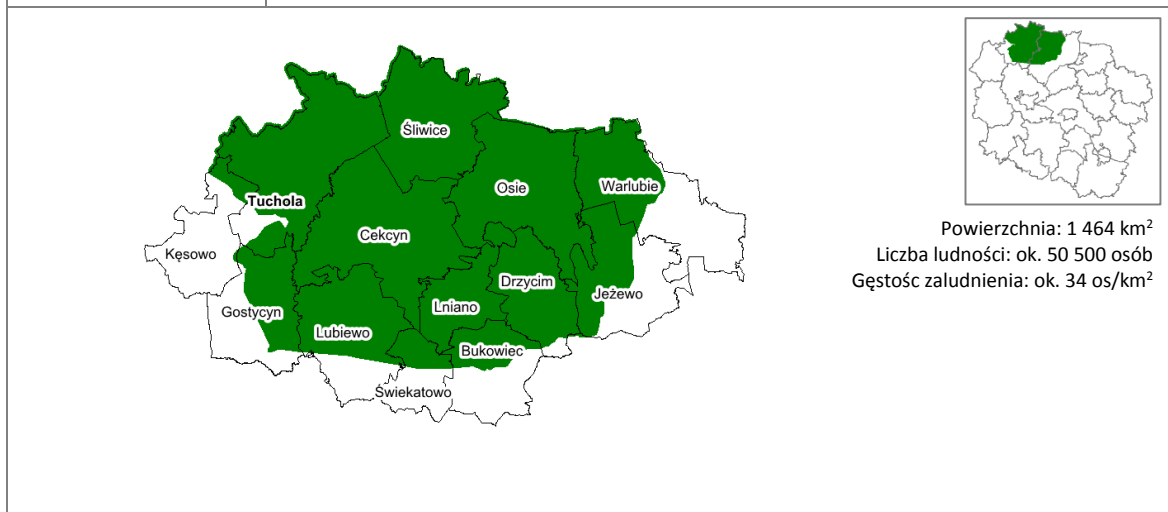 Śliwice
Osie
Warlubie
Tuchola
Cekcyn
Kęsowo
Drzycim
Jeżewo
Lniano
Gostycyn
Lubiewo
Bukowiec
Świekatowo
Powierzchnia: 1 464 km²
Liczba ludności: ok. 50 500 osób
Gęstośc zaludnienia: ok. 34 os/km²